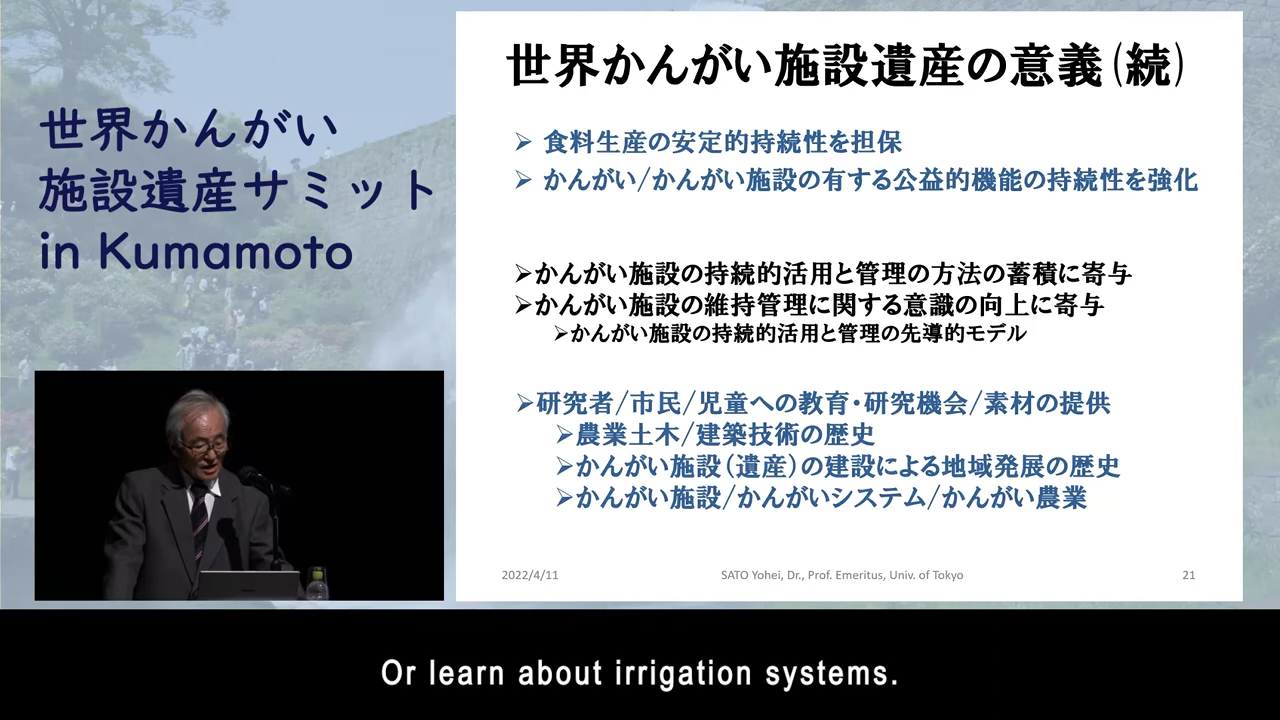 世界かんがい
施設遺産サミット
in Kumamoto
世界かんがい施設遺産の意義(続)
➢ 食料生産の安定的持続性を担保
➢ かんがい/かんがい施設の有する公益的機能の持続性を強化
➢かんがい施設の持続的活用と管理の方法の蓄積に寄与
➢かんがい施設の維持管理に関する意識の向上に寄与
➢かんがい施設の持続的活用と管理の先導的モデル
➢研究者/市民/児童への教育・研究機会/素材の提供
➢農業土木/建築技術の歴史
➢かんがい施設(遺産)の建設による地域発展の歴史
➢かんがい施設/かんがいシステム/かんがい農業
2022/4/11
SATO Yohei, Dr., Prof. Emeritus, Univ. of Tokyo
21
Or learn about irrigation systems.